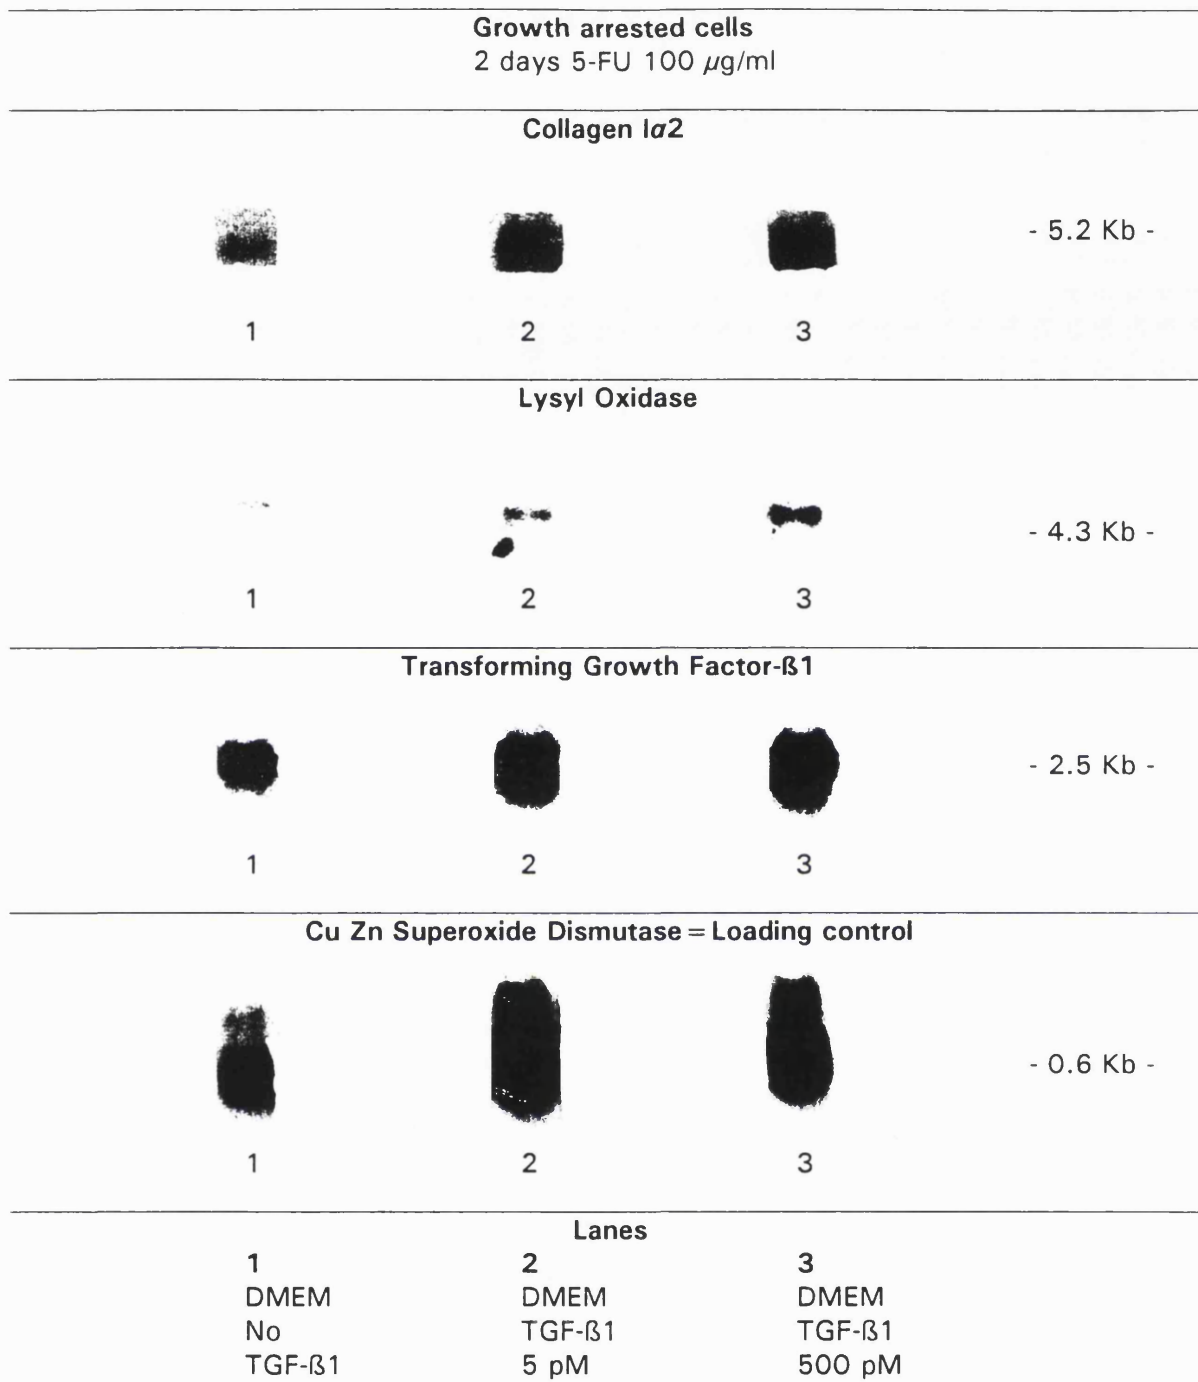 Growth arrested cells
2 days 5-FU 100 µg/ml
Collagen Iα2
- 5.2 Kb -
1 2 3
Lysyl Oxidase
- 4.3 Kb -
1 2 3
Transforming Growth Factor-ß1
- 2.5 Kb -
1 2 3
Cu Zn Superoxide Dismutase = Loading control
- 0.6 Kb -
1 2 3
Lanes
1 2 3
DMEM DMEM DMEM
No TGF-ß1 TGF-ß1
TGF-ß1 5 pM 500 pM